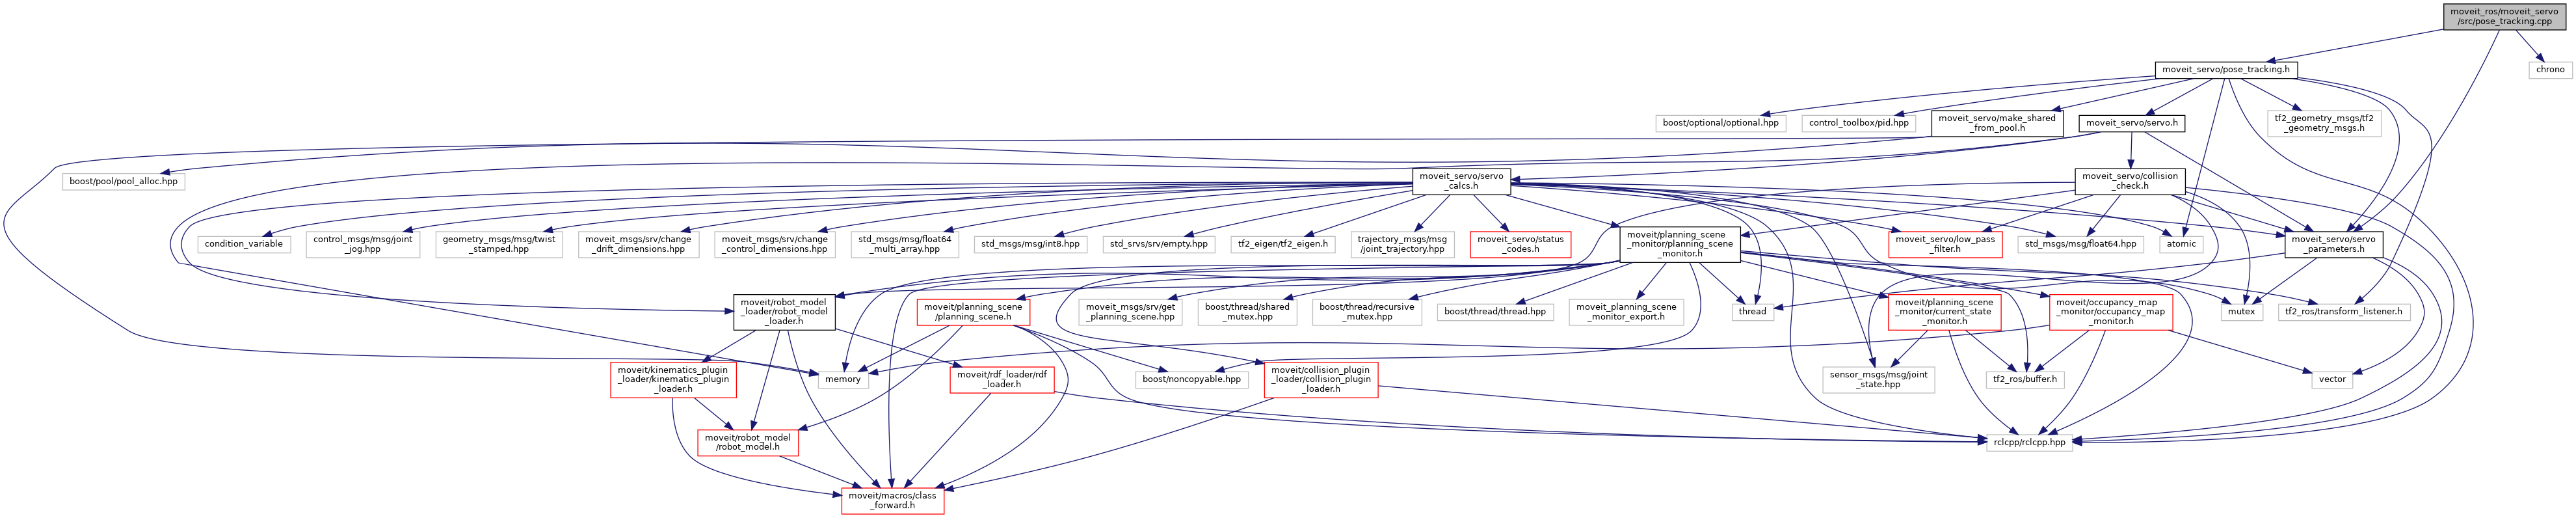 moveit_ros/moveit_servo
/src/pose_tracking.cpp
moveit_servo/pose_tracking.h
chrono
boost/optional/optional.hpp
control_toolbox/pid.hpp
moveit_servo/make_shared
_from_pool.h
moveit_servo/servo.h
tf2_geometry_msgs/tf2
_geometry_msgs.h
boost/pool/pool_alloc.hpp
moveit_servo/servo
_calcs.h
moveit_servo/collision
_check.h
condition_variable
control_msgs/msg/joint
_jog.hpp
geometry_msgs/msg/twist
_stamped.hpp
moveit_msgs/srv/change
_drift_dimensions.hpp
moveit_msgs/srv/change
_control_dimensions.hpp
std_msgs/msg/float64
_multi_array.hpp
std_msgs/msg/int8.hpp
std_srvs/srv/empty.hpp
tf2_eigen/tf2_eigen.h
trajectory_msgs/msg
/joint_trajectory.hpp
moveit_servo/status
_codes.h
moveit/planning_scene
_monitor/planning_scene
_monitor.h
moveit_servo/low_pass
_filter.h
std_msgs/msg/float64.hpp
atomic
moveit_servo/servo
_parameters.h
moveit/robot_model
_loader/robot_model
_loader.h
moveit/planning_scene
/planning_scene.h
moveit_msgs/srv/get
_planning_scene.hpp
boost/thread/shared
_mutex.hpp
boost/thread/recursive
_mutex.hpp
boost/thread/thread.hpp
moveit_planning_scene
_monitor_export.h
thread
moveit/planning_scene
_monitor/current_state
_monitor.h
moveit/occupancy_map
_monitor/occupancy_map
_monitor.h
mutex
tf2_ros/transform_listener.h
moveit/kinematics_plugin
_loader/kinematics_plugin
_loader.h
memory
moveit/rdf_loader/rdf
_loader.h
boost/noncopyable.hpp
moveit/collision_plugin
_loader/collision_plugin
_loader.h
sensor_msgs/msg/joint
_state.hpp
tf2_ros/buffer.h
vector
moveit/robot_model
/robot_model.h
rclcpp/rclcpp.hpp
moveit/macros/class
_forward.h